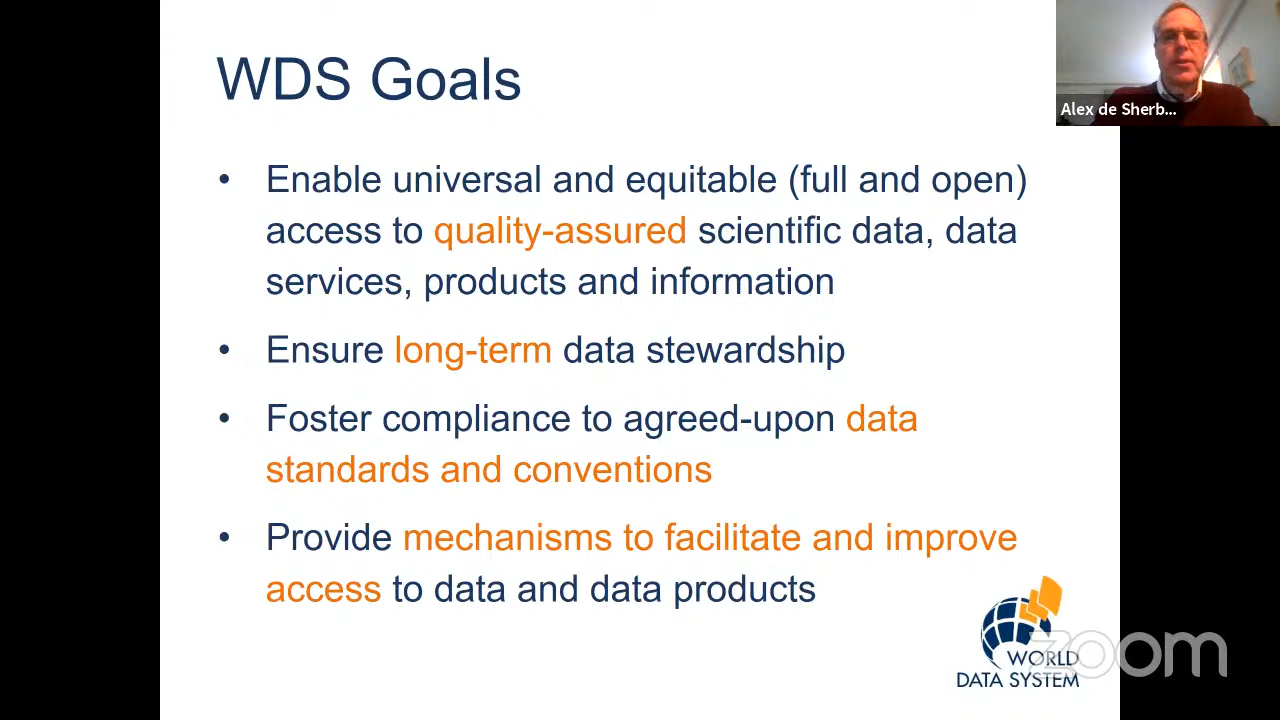 WDS Goals
Alex de Sherb...
• Enable universal and equitable (full and open)
access to quality-assured scientific data, data
services, products and information
• Ensure long-term data stewardship
• Foster compliance to agreed-upon data
standards and conventions
• Provide mechanisms to facilitate and improve
access to data and data products
WORLD
DATA SYSTEM
zoom